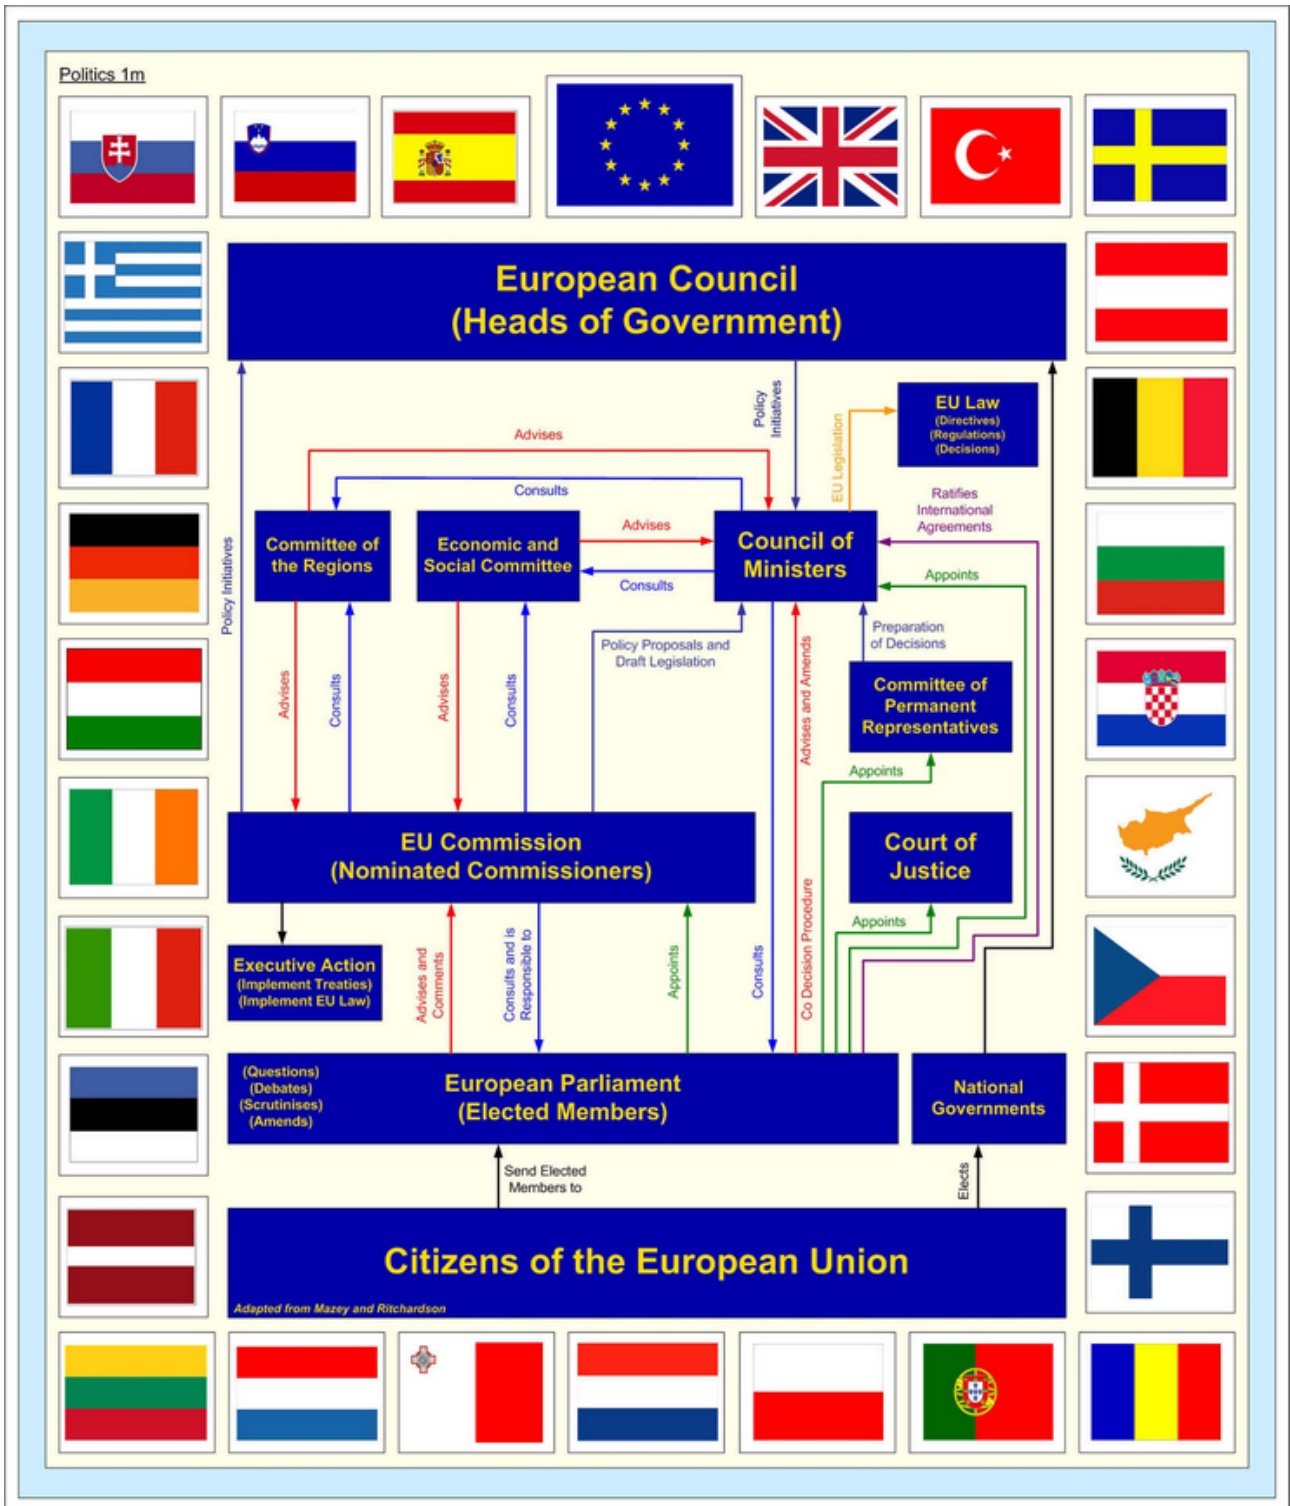 Politics 1m
European Council
(Heads of Government)
Policy Initiatives
Policy
Initiatives
EU Legislation
EU Law
(Directives)
(Regulations)
(Decisions)
Advises
Consults
Ratifies
International
Agreements
Committee of
the Regions
Economic and
Social Committee
Advises
Consults
Council of
Ministers
Appoints
Policy Proposals and
Draft Legislation
Preparation
of Decisions
Advises
Consults
Advises
Consults
Advises and Amends
Committee of
Permanent
Representatives
Appoints
EU Commission
(Nominated Commissioners)
Court of
Justice
Appoints
Executive Action
(Implement Treaties)
(Implement EU Law)
Advises and
Comments
Consults and is
Responsible to
Appoints
Consults
Co Decision Procedure
(Questions)
(Debates)
(Scrutinises)
(Amends)
European Parliament
(Elected Members)
National
Governments
Send Elected
Members to
Elects
Citizens of the European Union
Adapted from Mazey and Ritchardson